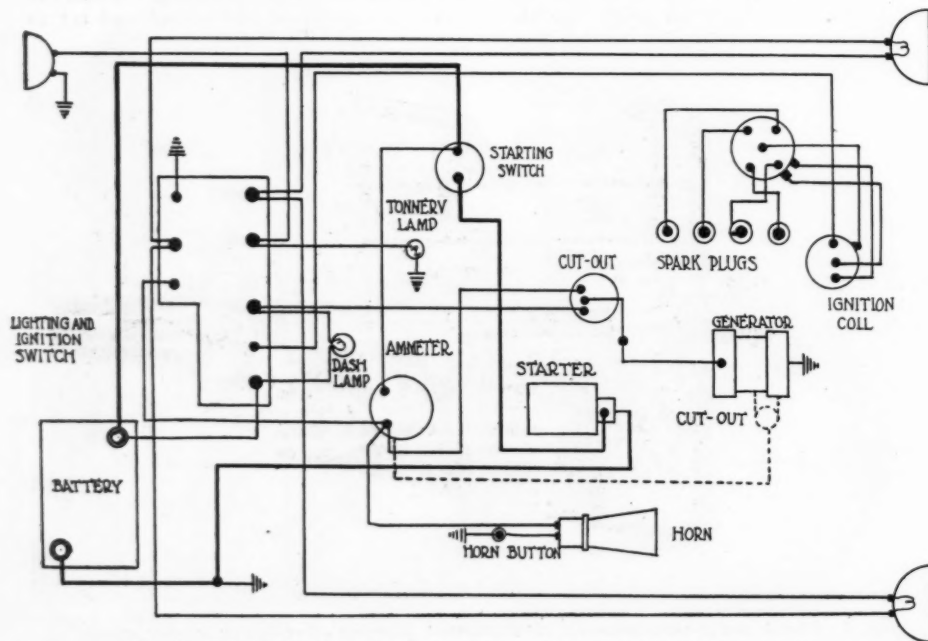 STARTING
SWITCH
TONNERV
LAMP
SPARK PLUGS
CUT-OUT
IGNITION
COIL
LIGHTING AND
IGNITION
SWITCH
GENERATOR
AMMETER
DASH
LAMP
STARTER
CUT-OUT
BATTERY
HORN
HORN BUTTON